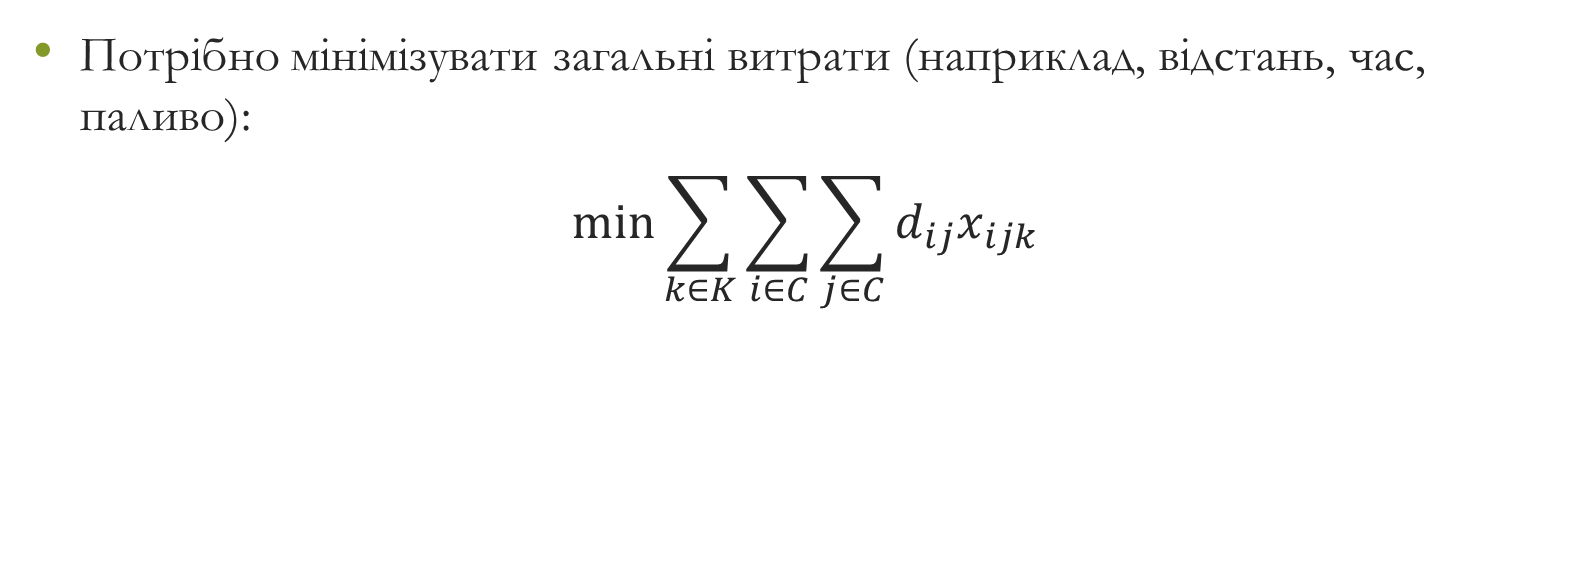 • Потрібно мінімізувати загальні витрати (наприклад, відстань, час,
паливо):
min ∑_{k∈K} ∑_{i∈C} ∑_{j∈C} d_{ij}x_{ijk}